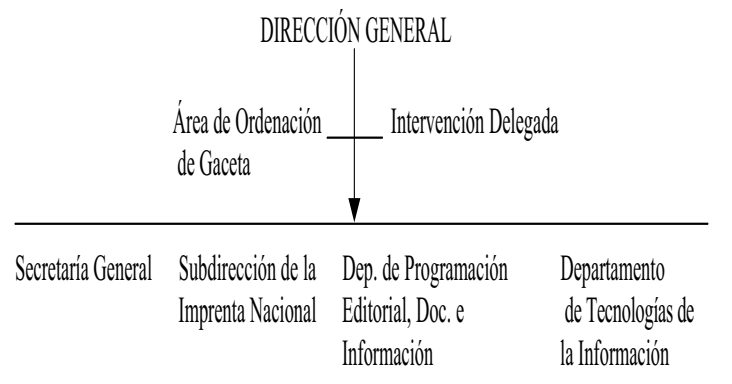 DIRECCIÓN GENERAL
Área de Ordenación
de Gaceta
Intervención Delegada
Secretaría General
Subdirección de la
Imprenta Nacional
Dep. de Programación
Editorial, Doc. e
Información
Departamento
de Tecnologías de
la Información